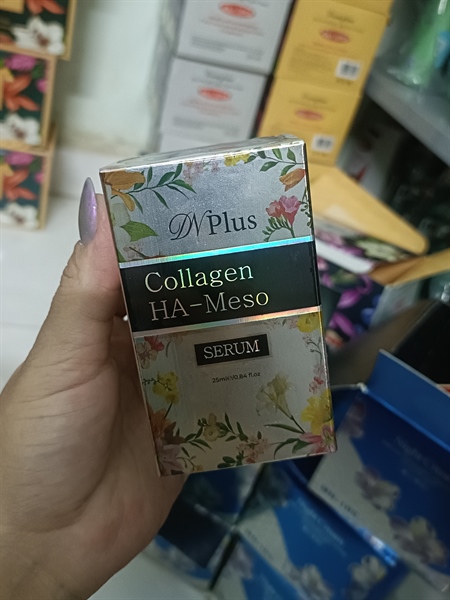 DN Plus
Collagen
HA-Meso
SERUM
25ml/0.84 fl.oz